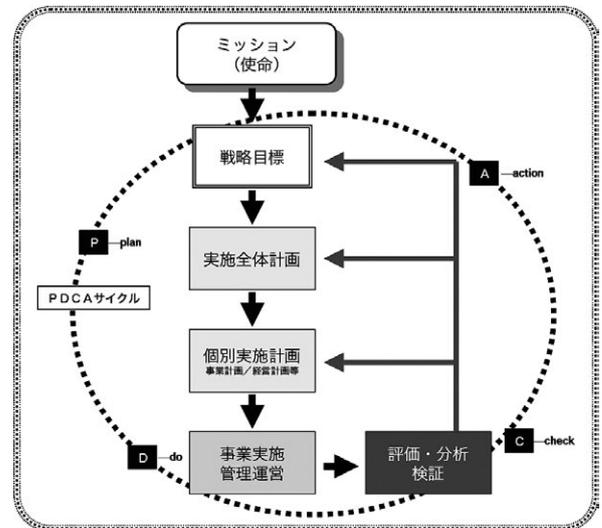 ミッション
（使命）
戦略目標
A
action
P
plan
実施全体計画
PDCAサイクル
個別実施計画
事業計画／経営計画等
D
do
事業実施
管理運営
評価・分析
検証
C
check